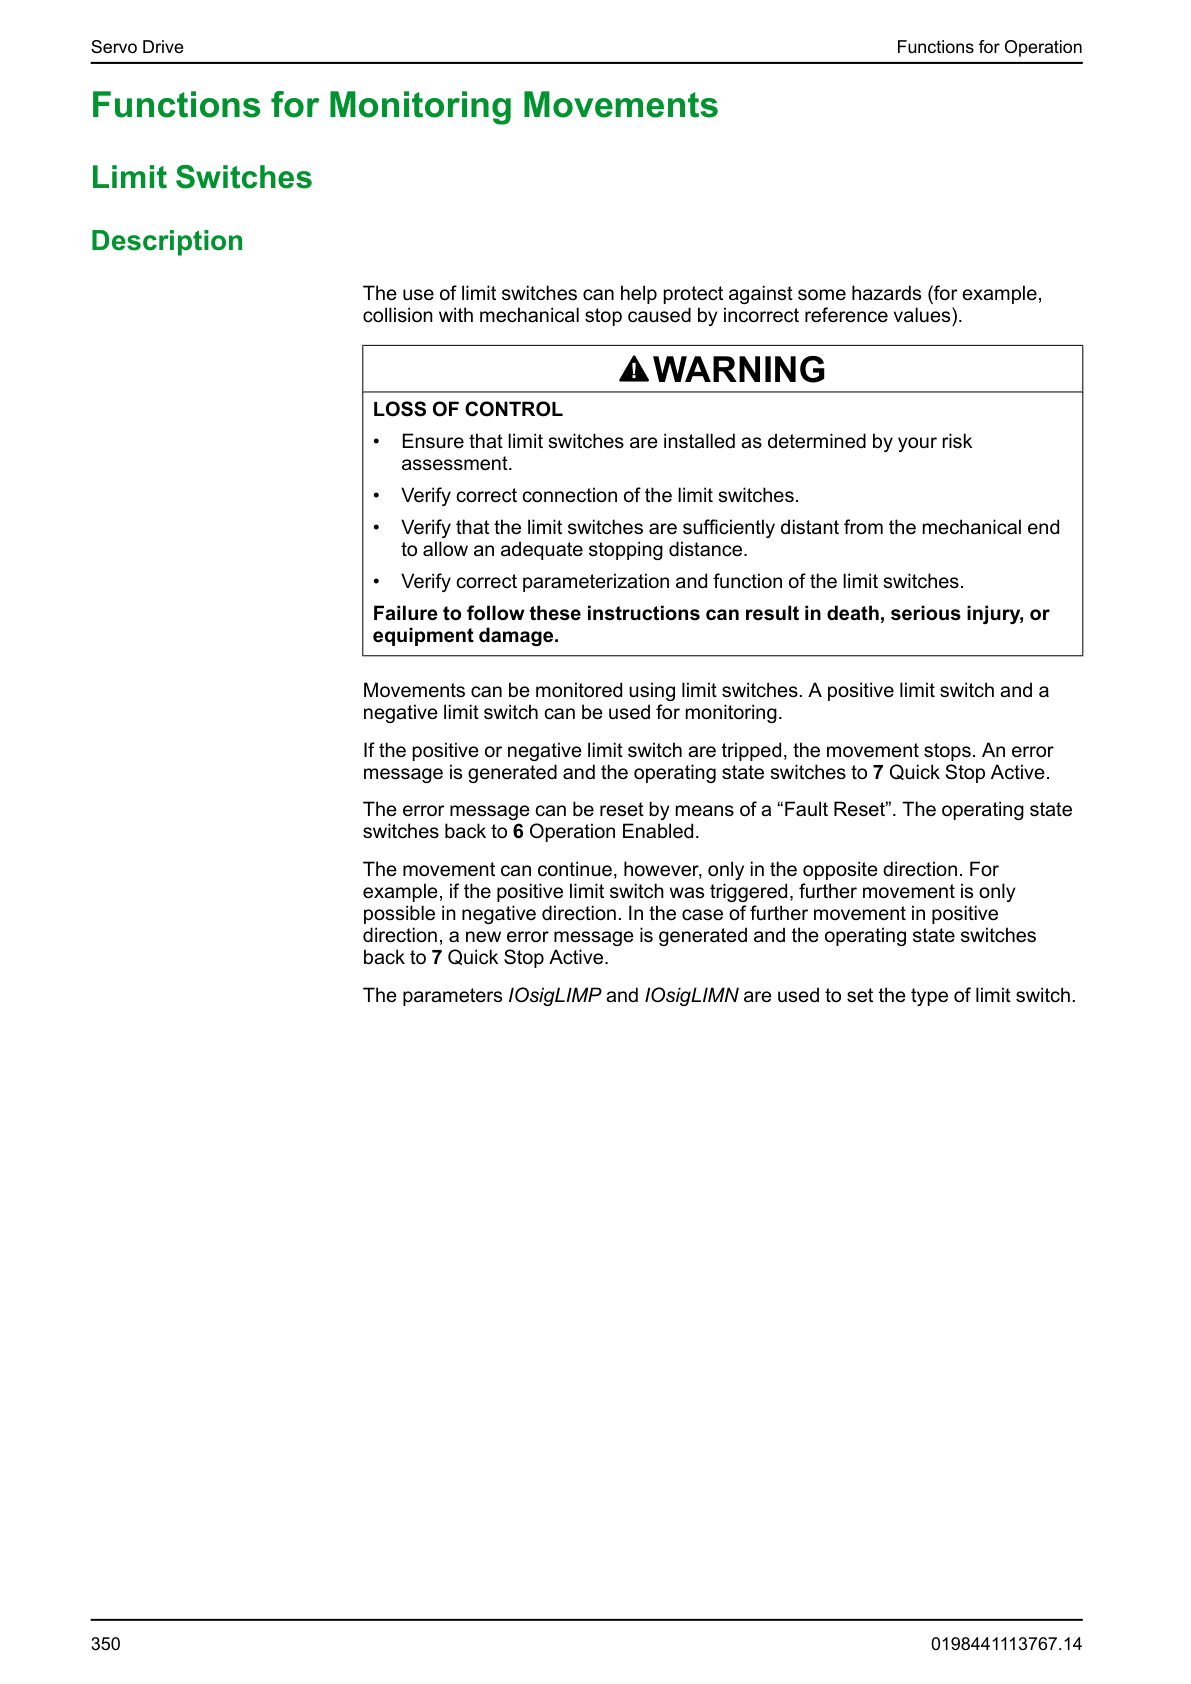 Servo Drive
Functions for Operation
Functions for Monitoring Movements
Limit Switches
Description
The use of limit switches can help protect against some hazards (for example,
collision with mechanical stop caused by incorrect reference values).
WARNING
LOSS OF CONTROL
• Ensure that limit switches are installed as determined by your risk
assessment.
• Verify correct connection of the limit switches.
• Verify that the limit switches are sufficiently distant from the mechanical end
to allow an adequate stopping distance.
• Verify correct parameterization and function of the limit switches.
Failure to follow these instructions can result in death, serious injury, or
equipment damage.
Movements can be monitored using limit switches. A positive limit switch and a
negative limit switch can be used for monitoring.
If the positive or negative limit switch are tripped, the movement stops. An error
message is generated and the operating state switches to 7 Quick Stop Active.
The error message can be reset by means of a “Fault Reset”. The operating state
switches back to 6 Operation Enabled.
The movement can continue, however, only in the opposite direction. For
example, if the positive limit switch was triggered, further movement is only
possible in negative direction. In the case of further movement in positive
direction, a new error message is generated and the operating state switches
back to 7 Quick Stop Active.
The parameters IOsigLIMP and IOsigLIMN are used to set the type of limit switch.
350
0198441113767.14